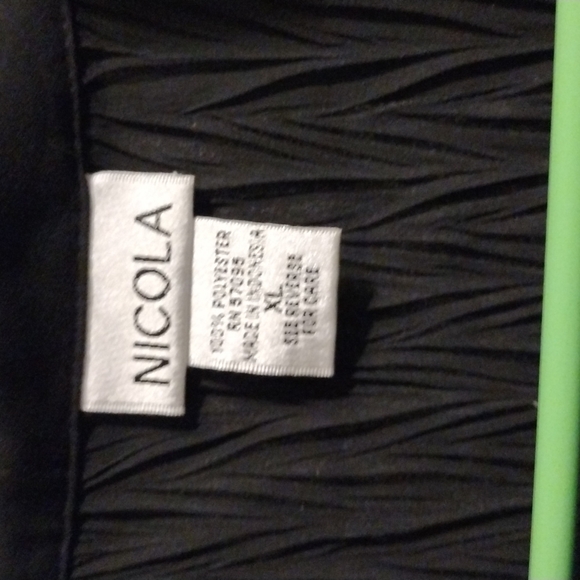 NICOLA
100% POLYESTER
RN 57095
MADE IN INDONESIA
XL
SEE REVERSE
FOR CARE